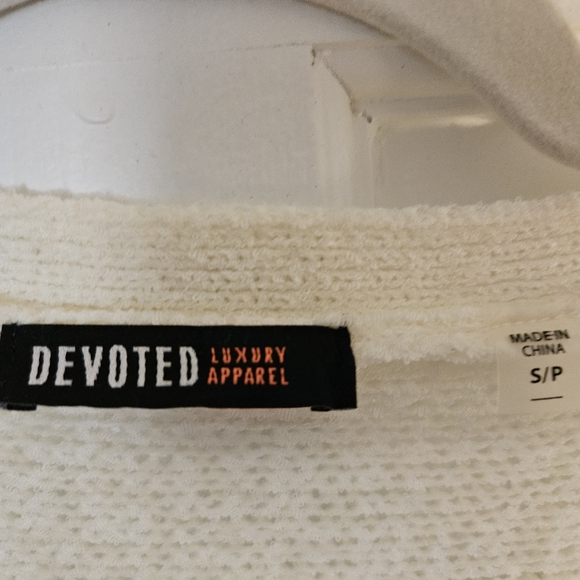 DEVOTED
LUXURY
APPAREL
MADE IN
CHINA
S/P